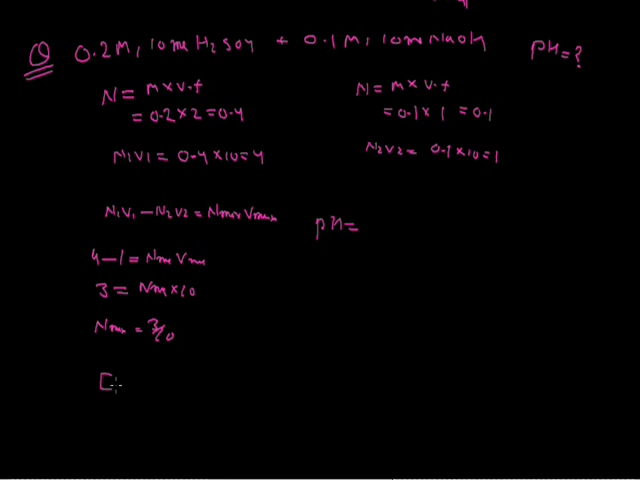 Q 0.2M, 10ml H2SO4 + 0.1M, 10ml NaOH pH=?
N = M×v.f
= 0.2×2 = 0.4
N1V1 = 0.4×10=4
N = M×v.f
= 0.1×1 = 0.1
N2V2 = 0.1×10=1
N1V1 – N2V2 = Nmix Vmix
pH=
4–1 = Nmix Vmix
3 = Nmix×20
Nmix = 3/20
[